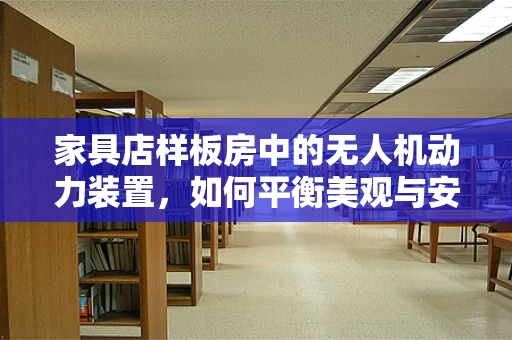 家具店样板房中的无人机动
力装置，如何平衡美观与安